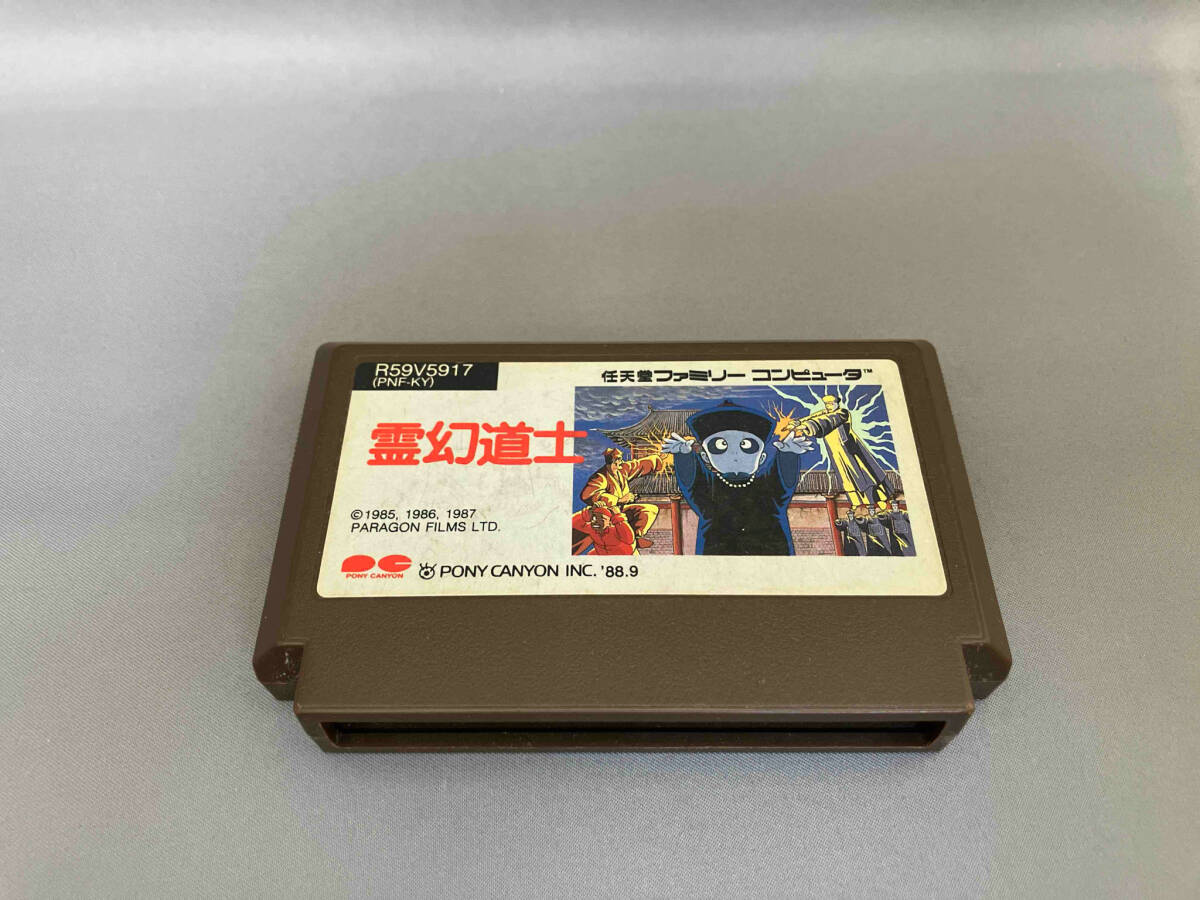 R59V5917
(PNF-KY)
任天堂ファミリー コンピュータ™
霊幻道士
©1985, 1986, 1987
PARAGON FILMS LTD.
PONY CANYON
PONY CANYON INC. '88.9